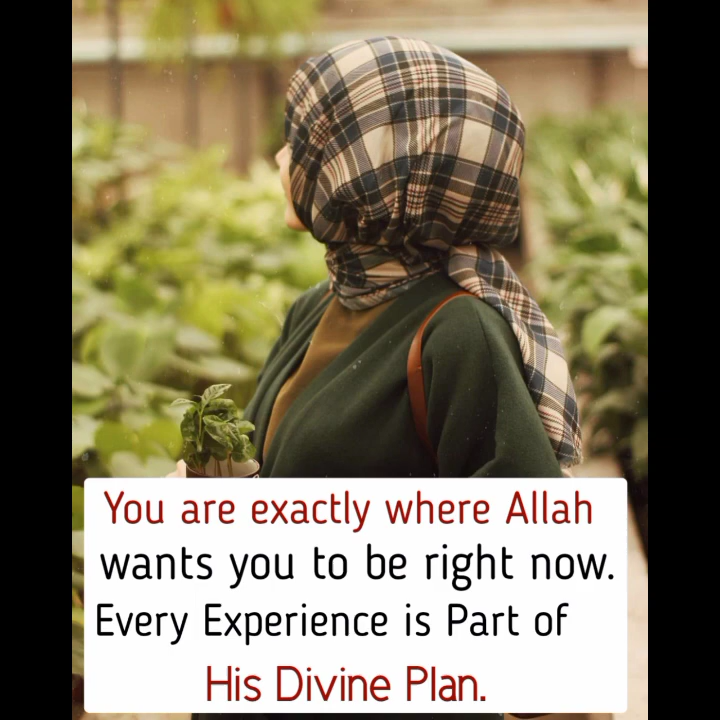 You are exactly where Allah
wants you to be right now.
Every Experience is Part of
His Divine Plan.